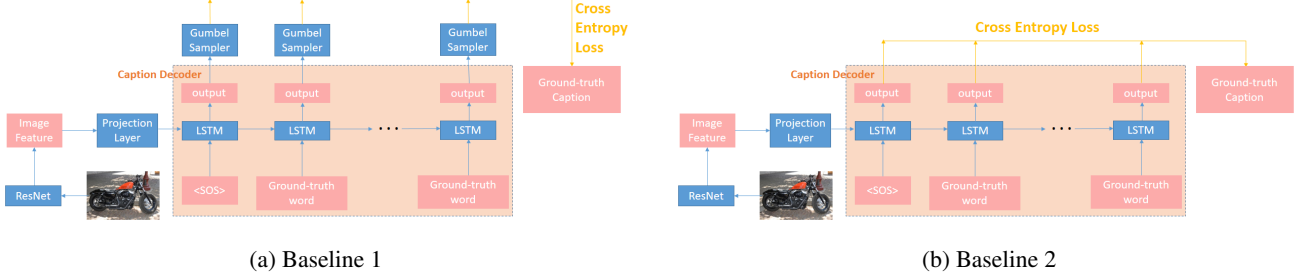 Cross
Entropy
Loss
Gumbel
Sampler
Gumbel
Sampler
Gumbel
Sampler
Caption Decoder
output
output
output
Ground-truth
Caption
Image
Feature
Projection
Layer
LSTM
LSTM
• • •
LSTM
ResNet
<SOS>
Ground-truth
word
Ground-truth
word
(a) Baseline 1
Cross Entropy Loss
Caption Decoder
output
output
output
Ground-truth
Caption
Image
Feature
Projection
Layer
LSTM
LSTM
• • •
LSTM
ResNet
<SOS>
Ground-truth
word
Ground-truth
word
(b) Baseline 2